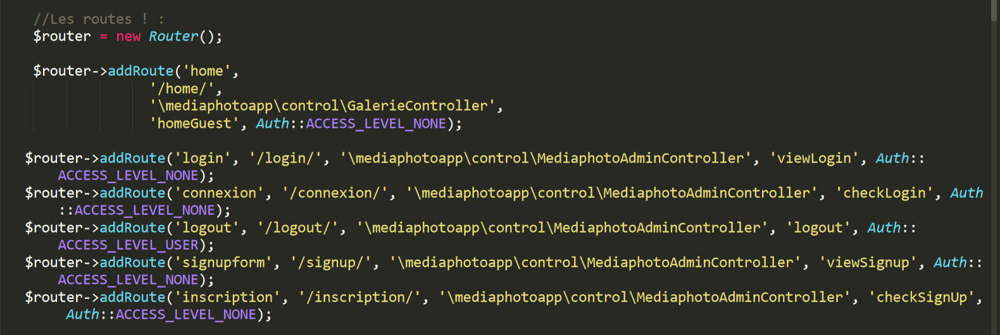 //Les routes ! :
$router = new Router();
$router->addRoute('home',
'/home/',
'\mediaphotoapp\control\GalerieController',
'homeGuest', Auth::ACCESS_LEVEL_NONE);
$router->addRoute('login', '/login/', '\mediaphotoapp\control\MediaphotoAdminController', 'viewLogin', Auth::
ACCESS_LEVEL_NONE);
$router->addRoute('connexion', '/connexion/', '\mediaphotoapp\control\MediaphotoAdminController', 'checkLogin', Auth
::ACCESS_LEVEL_NONE);
$router->addRoute('logout', '/logout/', '\mediaphotoapp\control\MediaphotoAdminController', 'logout', Auth::
ACCESS_LEVEL_USER);
$router->addRoute('signupform', '/signup/', '\mediaphotoapp\control\MediaphotoAdminController', 'viewSignup', Auth::
ACCESS_LEVEL_NONE);
$router->addRoute('inscription', '/inscription/', '\mediaphotoapp\control\MediaphotoAdminController', 'checkSignUp',
Auth::ACCESS_LEVEL_NONE);